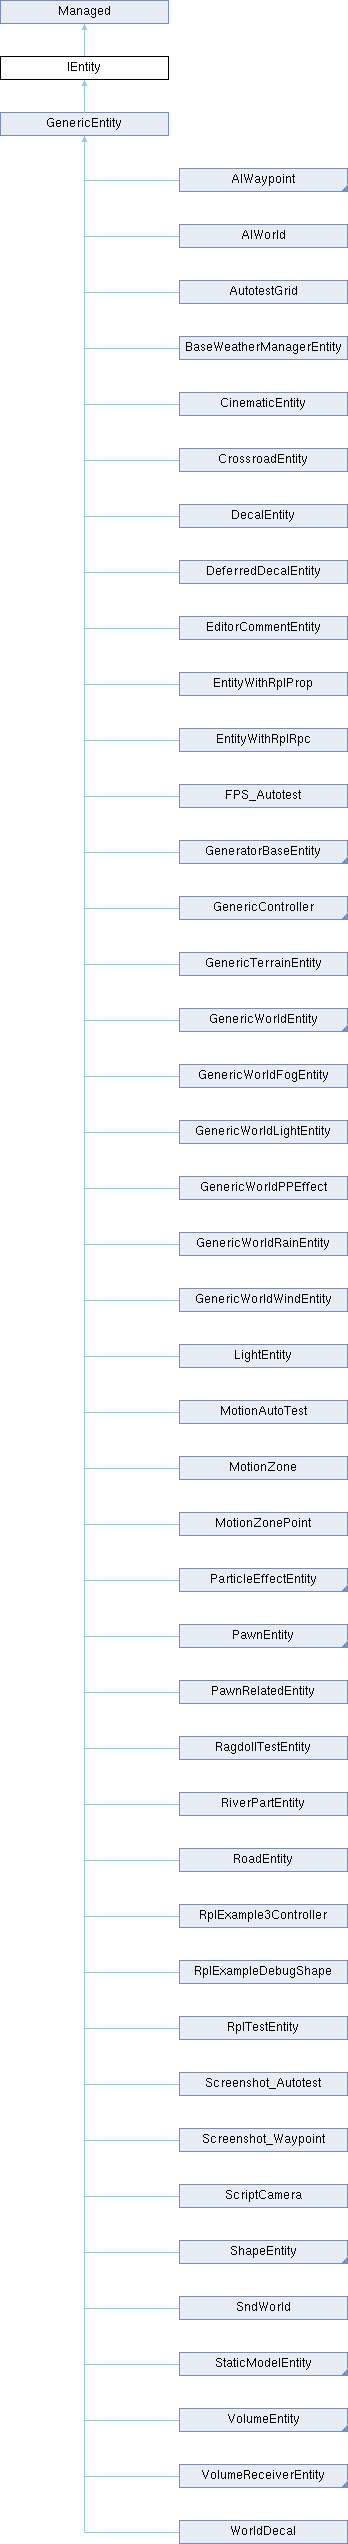 Managed
IEntity
GenericEntity
AIWaypoint
AIWorld
AutotestGrid
BaseWeatherManagerEntity
CinematicEntity
CrossroadEntity
DecalEntity
DeferredDecalEntity
EditorCommentEntity
EntityWithRplProp
EntityWithRplRpc
FPS_Autotest
GeneratorBaseEntity
GenericController
GenericTerrainEntity
GenericWorldEntity
GenericWorldFogEntity
GenericWorldLightEntity
GenericWorldPPEffect
GenericWorldRainEntity
GenericWorldWindEntity
LightEntity
MotionAutoTest
MotionZone
MotionZonePoint
ParticleEffectEntity
PawnEntity
PawnRelatedEntity
RagdollTestEntity
RiverPartEntity
RoadEntity
RplExample3Controller
RplExampleDebugShape
RplTestEntity
Screenshot_Autotest
Screenshot_Waypoint
ScriptCamera
ShapeEntity
SndWorld
StaticModelEntity
VolumeEntity
VolumeReceiverEntity
WorldDecal